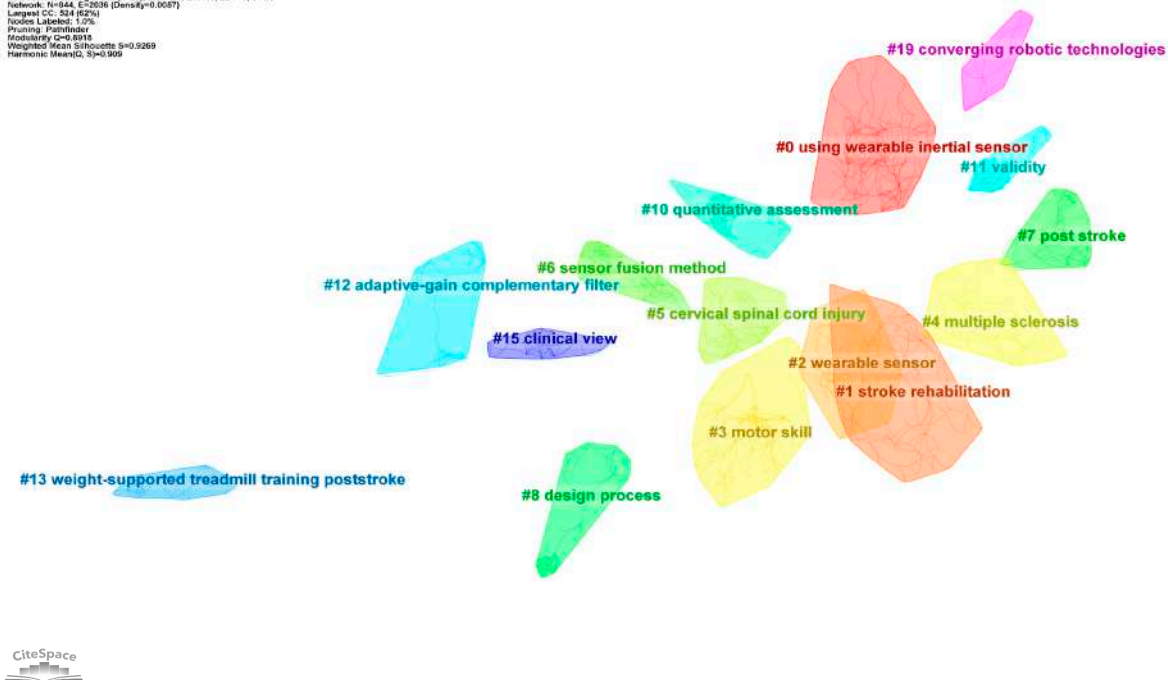 Network: N=844, E=2036 (Density=0.0057)
Largest CC: 524 (62%)
Nodes Labeled: 1.0%
Pruning: Pathfinder
Modularity Q=0.8918
Weighted Mean Silhouette S=0.9269
Harmonic Mean(Q, S)=0.909
#19 converging robotic technologies
#0 using wearable inertial sensor
#11 validity
#10 quantitative assessment
#7 post stroke
#6 sensor fusion method
#12 adaptive-gain complementary filter
#5 cervical spinal cord injury
#4 multiple sclerosis
#15 clinical view
#2 wearable sensor
#1 stroke rehabilitation
#3 motor skill
#13 weight-supported treadmill training poststroke
#8 design process
CiteSpace